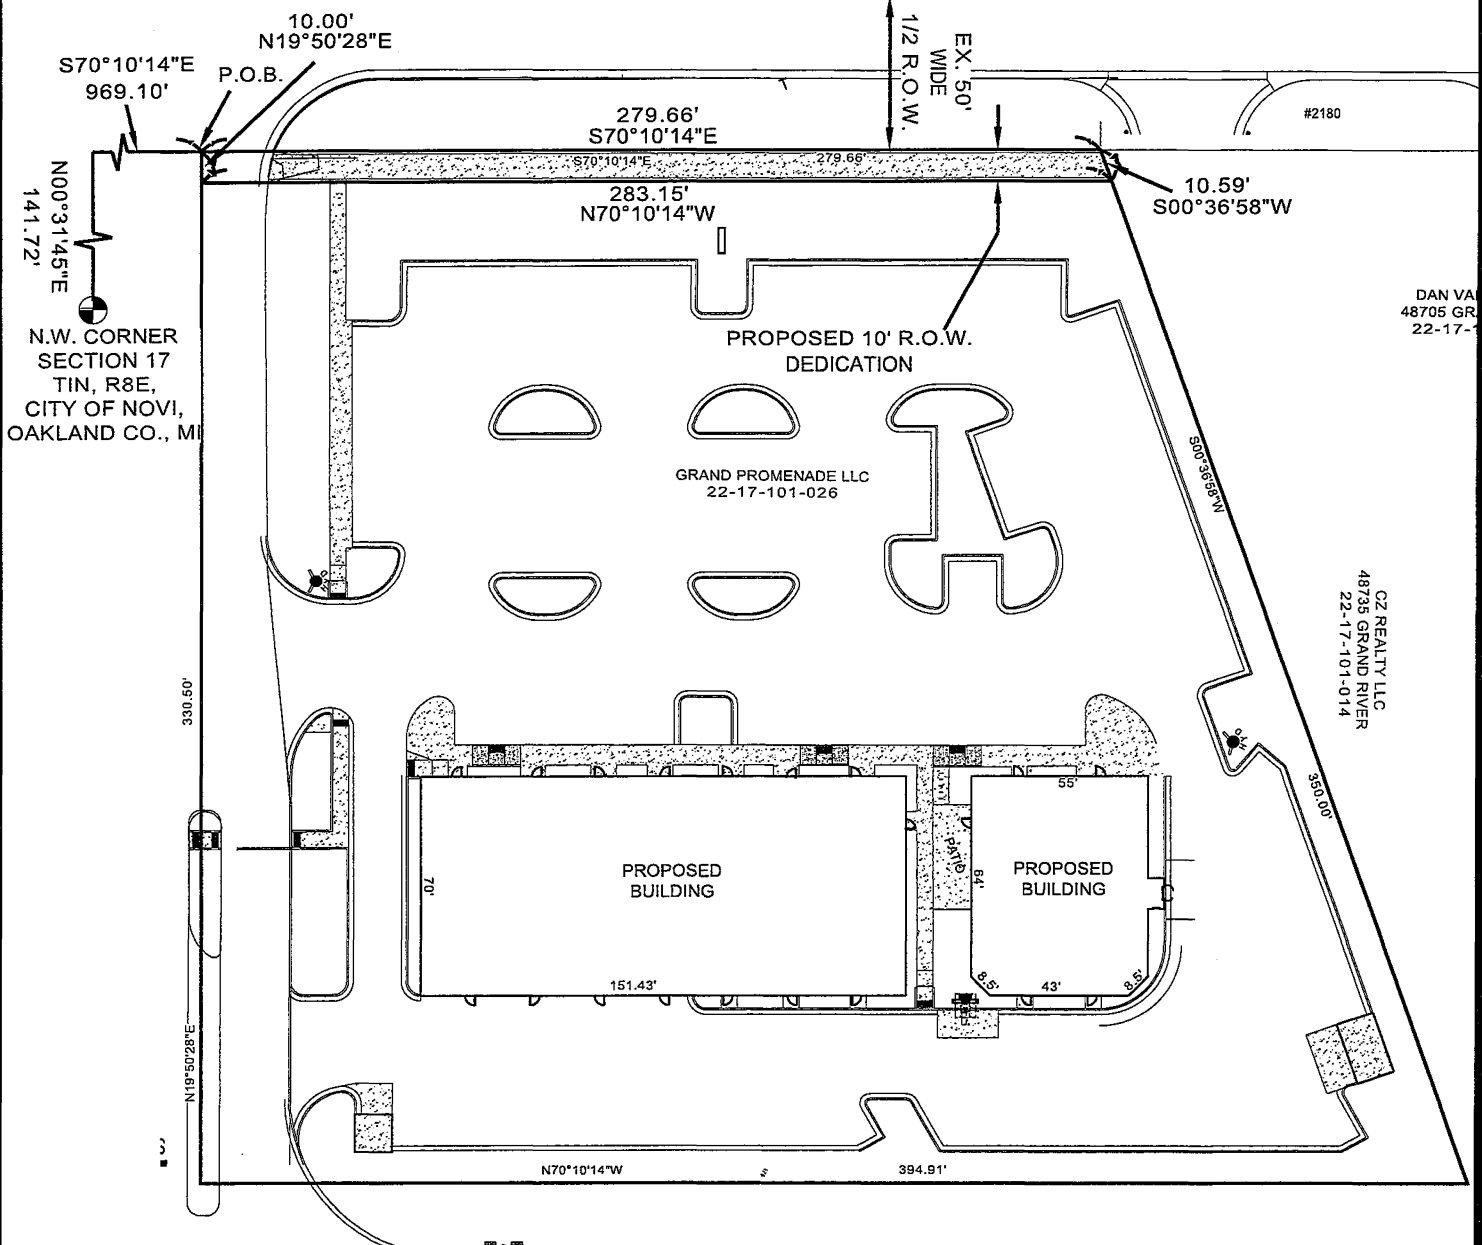 10.00'
N19°50'28"E
S70°10'14"E
969.10'
P.O.B.
279.66'
S70°10'14"E
EX. 50'
WIDE
1/2 R.O.W.
#2180
S70°10'14"E
279.66'
283.15'
N70°10'14"W
10.59'
S00°36'58"W
N00°31'45"E
141.72'
N.W. CORNER
SECTION 17
TIN, R8E,
CITY OF NOVI,
OAKLAND CO., MI
PROPOSED 10' R.O.W.
DEDICATION
DAN VA
48705 GR
22-17-1
GRAND PROMENADE LLC
22-17-101-026
S00°36'58"W
CZ REALTY LLC
48735 GRAND RIVER
22-17-101-014
330.50'
HYD
350.00'
55'
PATIO
64'
70'
PROPOSED
BUILDING
PROPOSED
BUILDING
151.43'
8.5'
43'
8.5'
N19°50'28"E
N70°10'14"W
S
394.91'